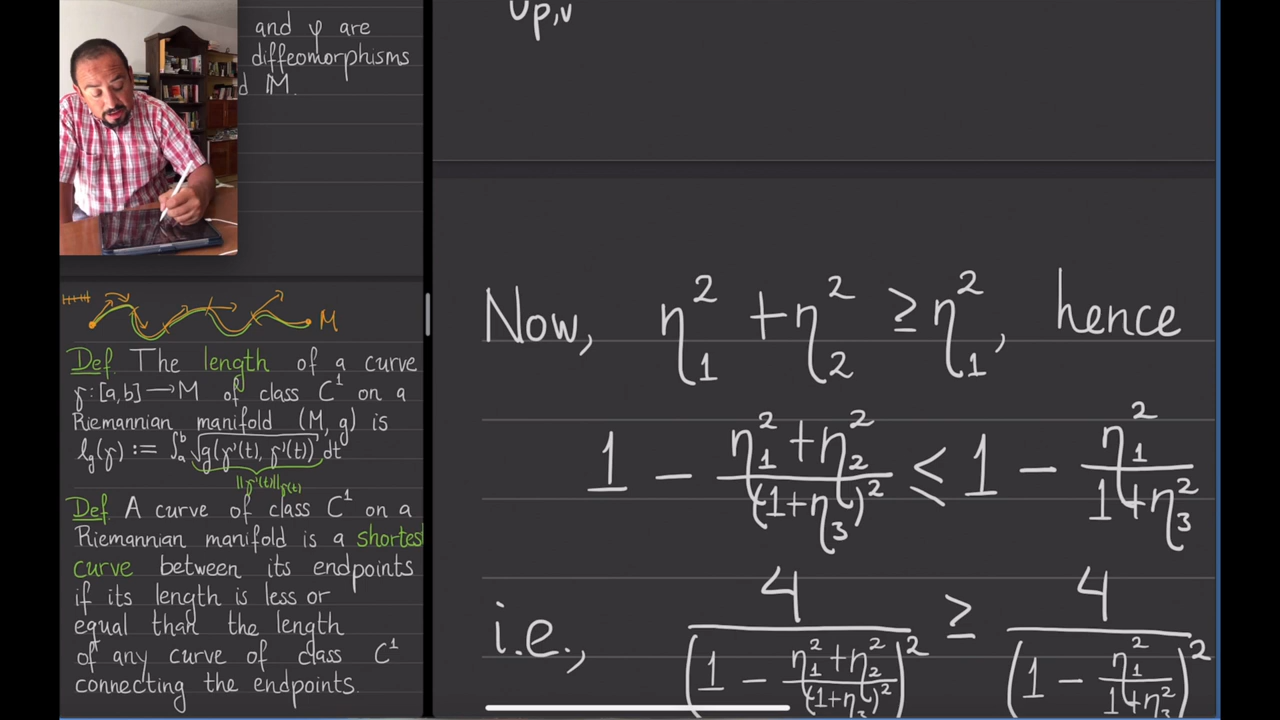 and φ are
diffeomorphisms
d M.
M
Def. The length of a curve
γ:[a,b]→M of class C¹ on a
Riemannian manifold (M, g) is
l_g(γ) := ∫_a^b √g(γ'(t), γ'(t)) dt
||γ'(t)||_γ(t)
Def. A curve of class C¹ on a
Riemannian manifold is a shortest
curve between its endpoints
if its length is less or
equal than the length
of any curve of class C¹
connecting the endpoints.
p,v
Now, η₁² + η₂² ≥ η₁², hence
1 − (η₁² + η₂²)/(1+η₃)² ≤ 1 − η₁²/(1+η₃²
i.e., 4/(1 − (η₁²+η₂²)/(1+η₃)²)² ≥ 4/(1 − η₁²/(1+η₃²)²